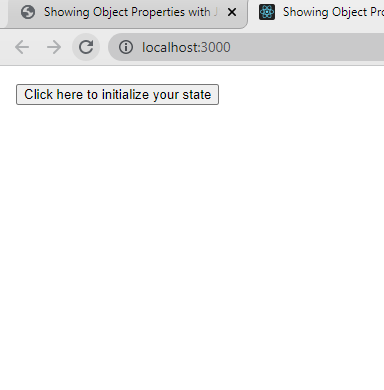 Showing Object Properties with J
Showing Object Pro
localhost:3000
Click here to initialize your state